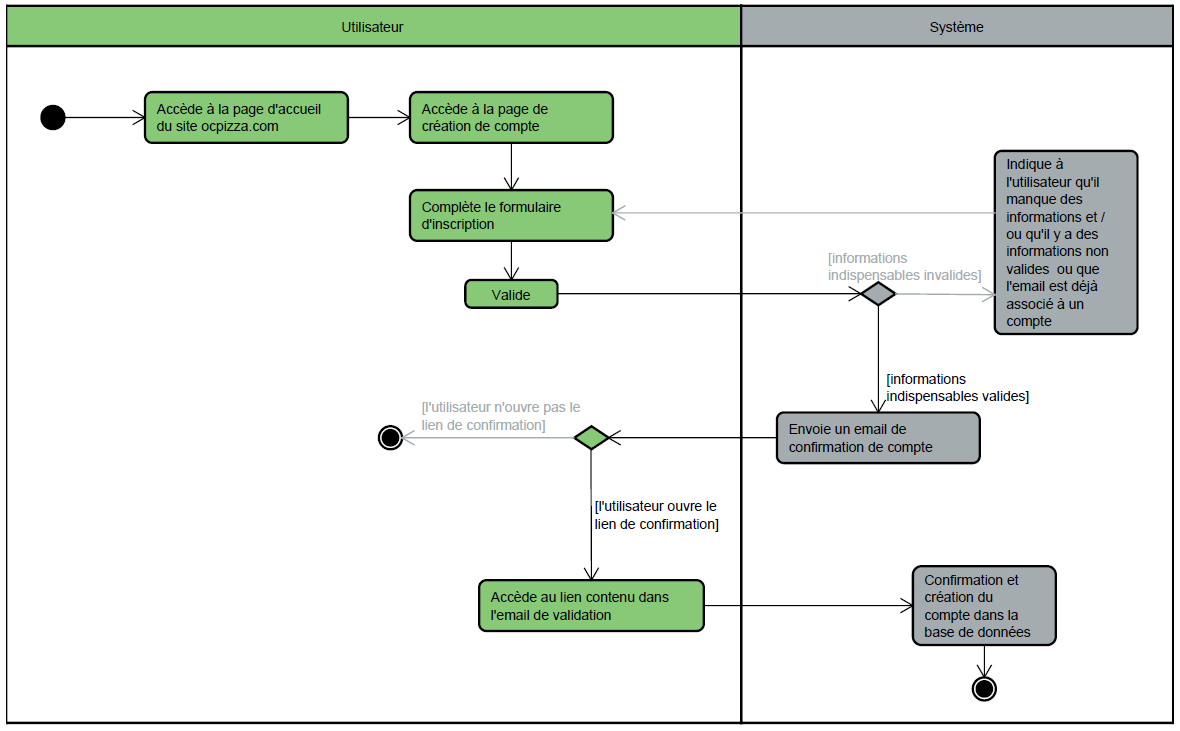 Utilisateur
Système
Accède à la page d'accueil
du site ocpizza.com
Accède à la page de
création de compte
Complète le formulaire
d'inscription
Valide
[informations
indispensables invalides]
Indique à
l'utilisateur qu'il
manque des
informations et /
ou qu'il y a des
informations non
valides  ou que
l'email est déjà
associé à un
compte
[informations
indispensables valides]
Envoie un email de
confirmation de compte
[l'utilisateur n'ouvre pas le
lien de confirmation]
[l'utilisateur ouvre le
lien de confirmation]
Accède au lien contenu dans
l'email de validation
Confirmation et
création du
compte dans la
base de données